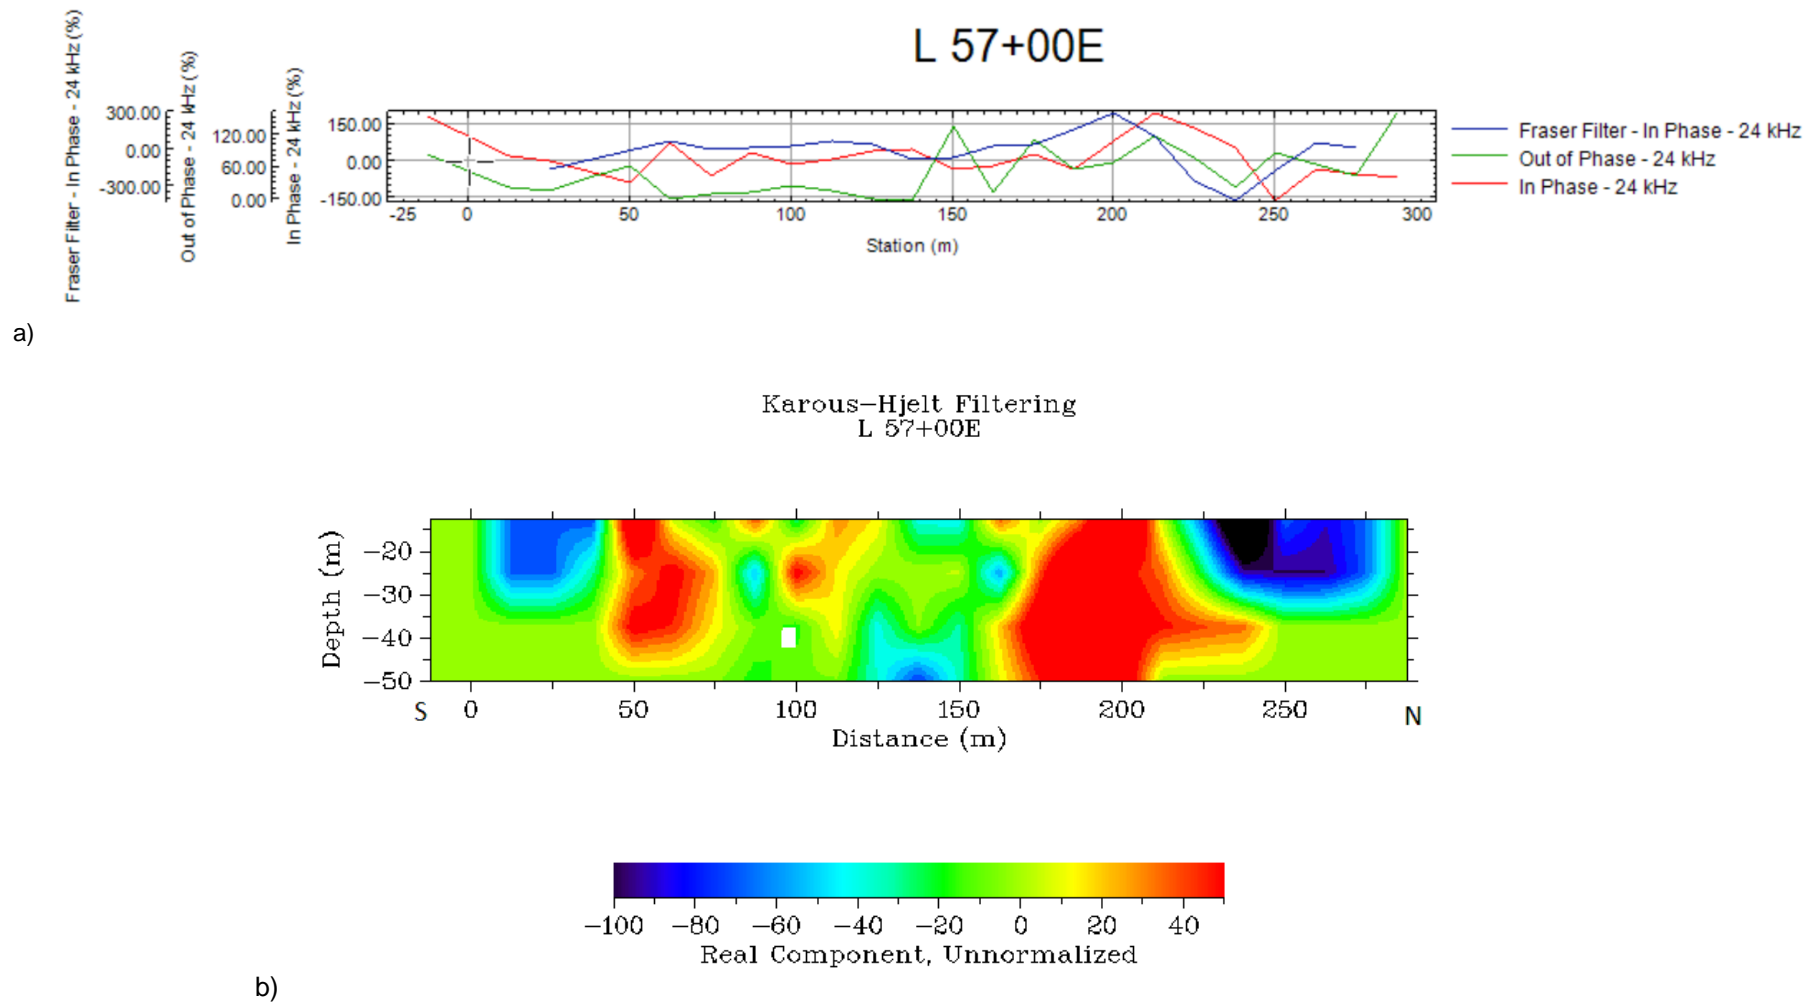 L 57+00E
Fraser Filter - In Phase - 24 kHz (%)
Out of Phase - 24 kHz (%)
In Phase - 24 kHz (%)
300.00
0.00
-300.00
120.00
60.00
0.00
150.00
0.00
-150.00
-25 0 50 100 150 200 250 300
Station (m)
Fraser Filter - In Phase - 24 kHz
Out of Phase - 24 kHz
In Phase - 24 kHz
a)
Karous-Hjelt Filtering
L 57+00E
Depth (m)
-20
-30
-40
-50
S 0 50 100 150 200 250 N
Distance (m)
-100 -80 -60 -40 -20 0 20 40
Real Component, Unnormalized
b)